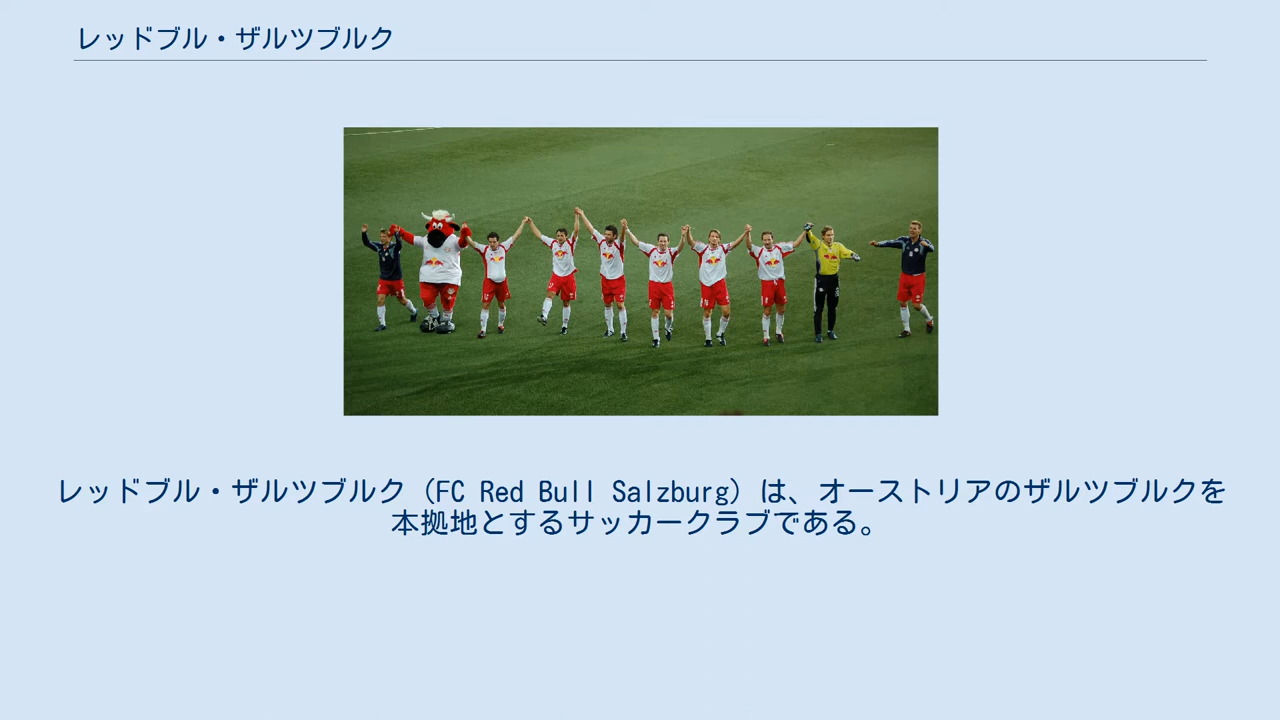 レッドブル・ザルツブルク
レッドブル・ザルツブルク（FC Red Bull Salzburg）は、オーストリアのザルツブルクを
本拠地とするサッカークラブである。